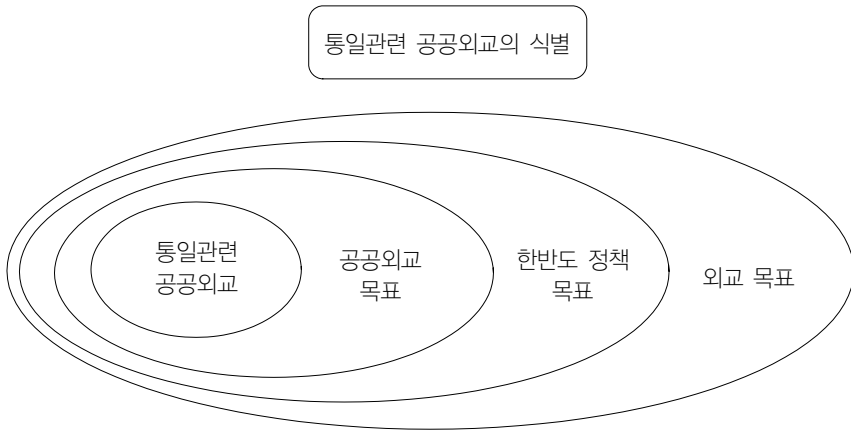 통일관련 공공외교의 식별
통일관련
공공외교
공공외교
목표
한반도 정책
목표
외교 목표